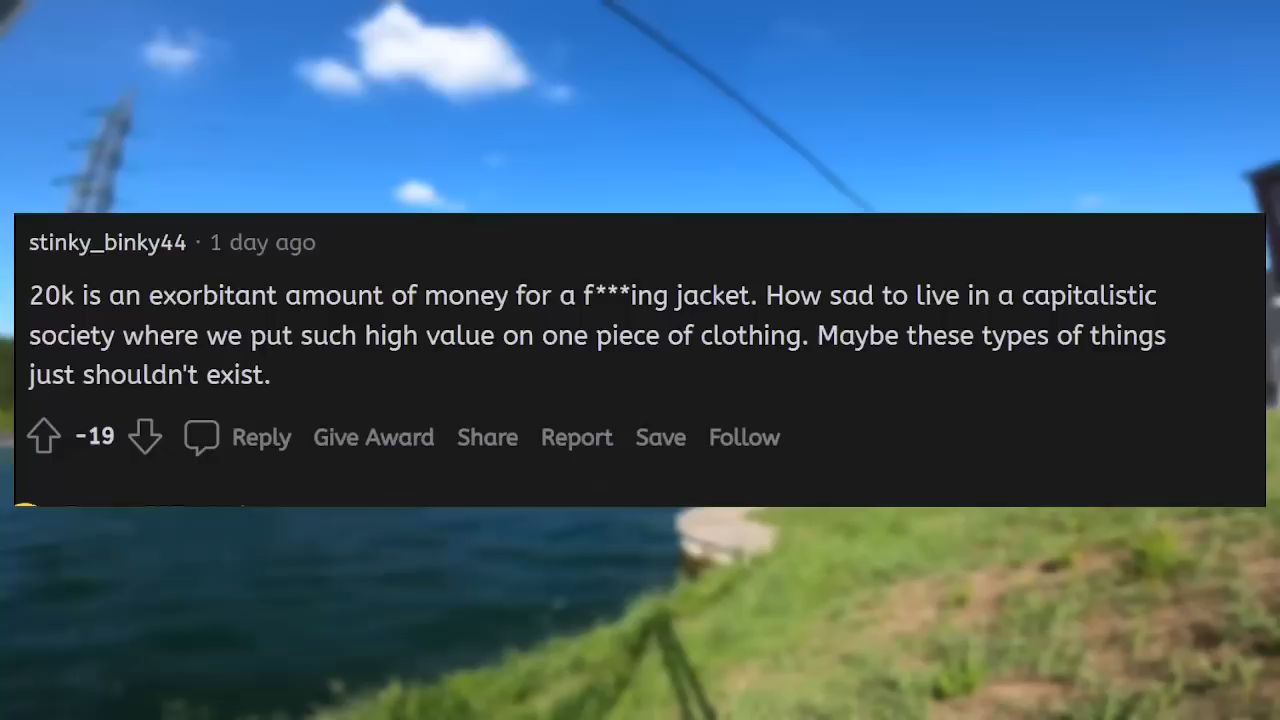 stinky_binky44 · 1 day ago
20k is an exorbitant amount of money for a f***ing jacket. How sad to live in a capitalistic
society where we put such high value on one piece of clothing. Maybe these types of things
just shouldn't exist.
-19 Reply Give Award Share Report Save Follow